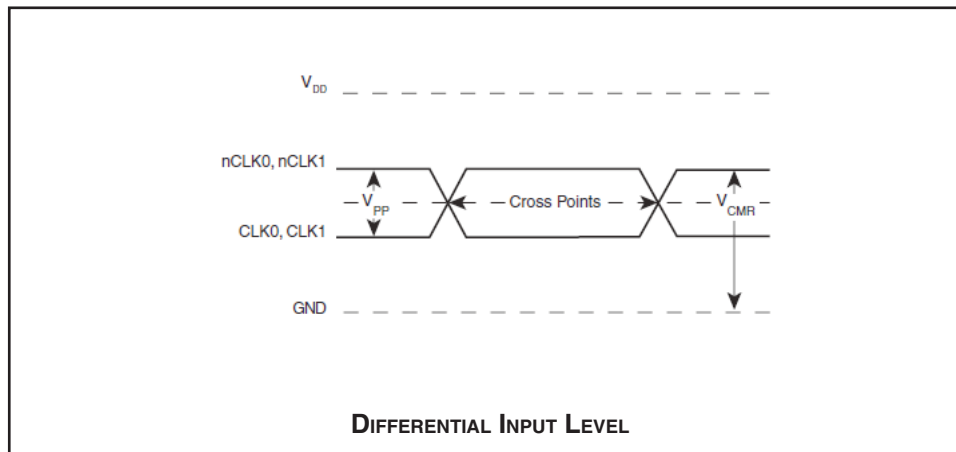 VDD
nCLK0, nCLK1
VPP
Cross Points
VCMR
CLK0, CLK1
GND
DIFFERENTIAL INPUT LEVEL